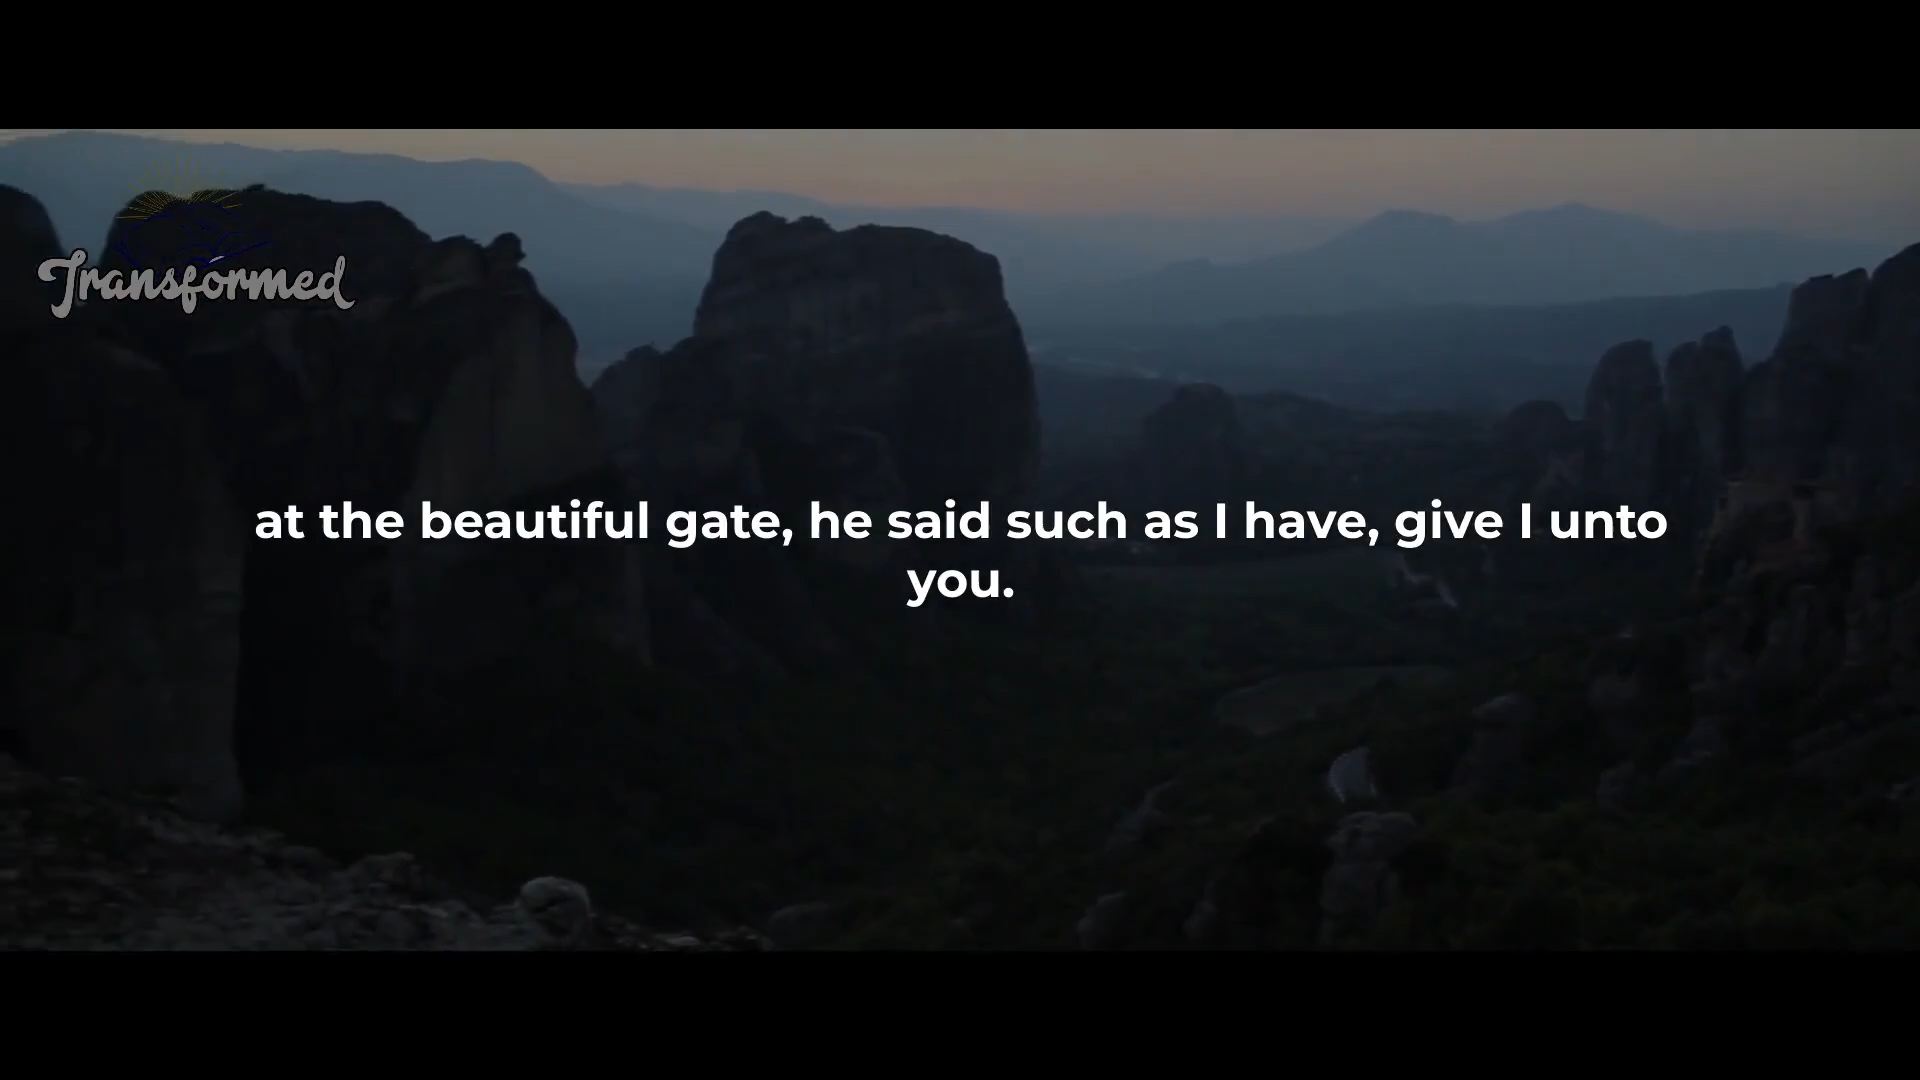 Transformed
at the beautiful gate, he said such as I have, give I unto
you.